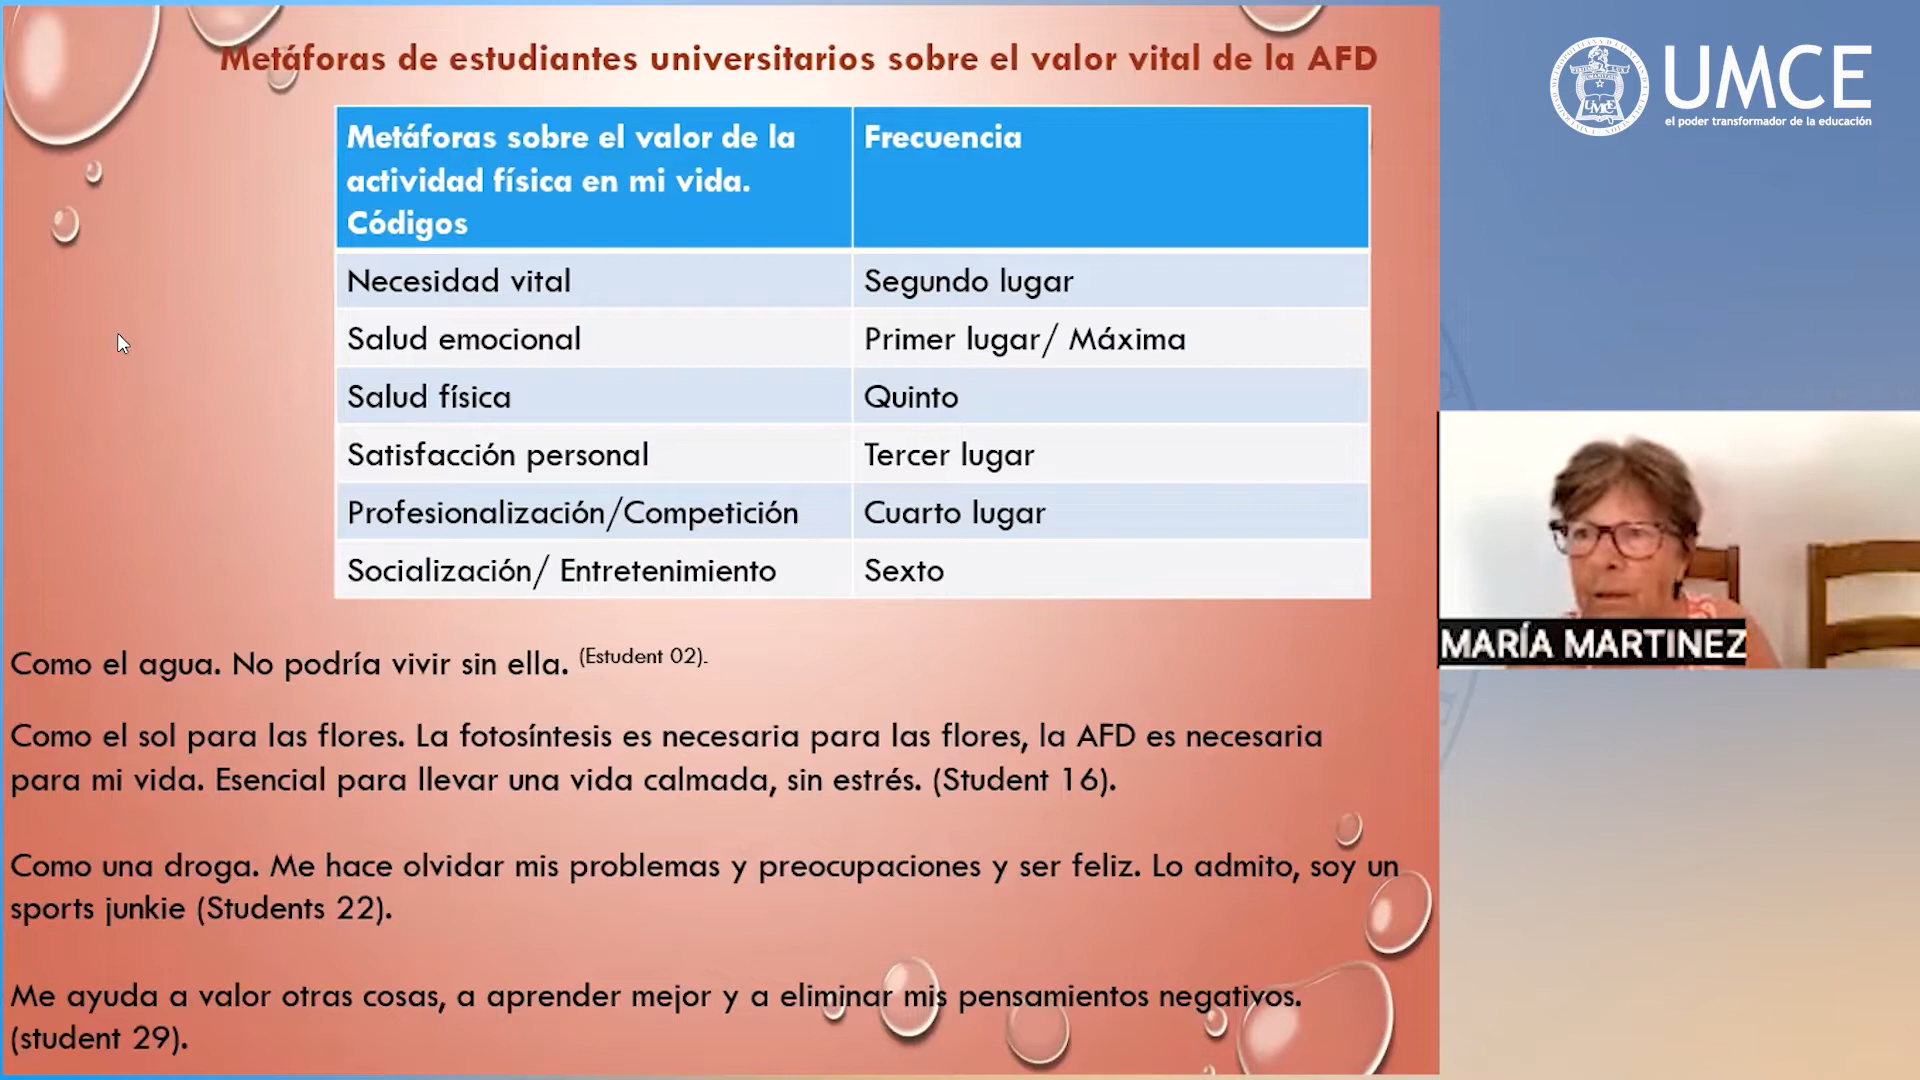 Metáforas de estudiantes universitarios sobre el valor vital de la AFD
Metáforas sobre el valor de la
actividad física en mi vida.
Códigos
Frecuencia
Necesidad vital
Segundo lugar
Salud emocional
Primer lugar/ Máxima
Salud física
Quinto
Satisfacción personal
Tercer lugar
Profesionalización/Competición
Cuarto lugar
Socialización/ Entretenimiento
Sexto
Como el agua. No podría vivir sin ella. (Estudent 02).
Como el sol para las flores. La fotosíntesis es necesaria para las flores, la AFD es necesaria
para mi vida. Esencial para llevar una vida calmada, sin estrés. (Student 16).
Como una droga. Me hace olvidar mis problemas y preocupaciones y ser feliz. Lo admito, soy un
sports junkie (Students 22).
Me ayuda a valor otras cosas, a aprender mejor y a eliminar mis pensamientos negativos.
(student 29).
UMCE
el poder transformador de la educación
MARÍA MARTINEZ